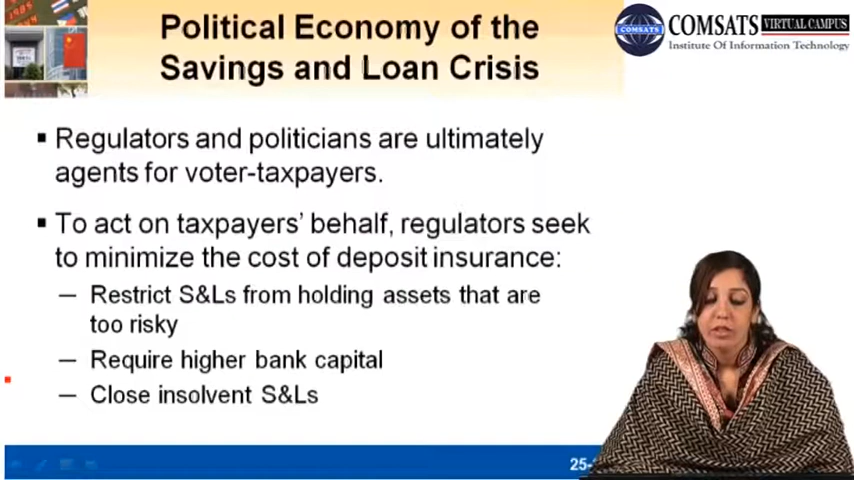 Political Economy of the
Savings and Loan Crisis
COMSATS
COMSATS VIRTUAL CAMPUS
Institute Of Information Technology
▪ Regulators and politicians are ultimately
agents for voter-taxpayers.
▪ To act on taxpayers' behalf, regulators seek
to minimize the cost of deposit insurance:
─ Restrict S&Ls from holding assets that are
too risky
─ Require higher bank capital
─ Close insolvent S&Ls